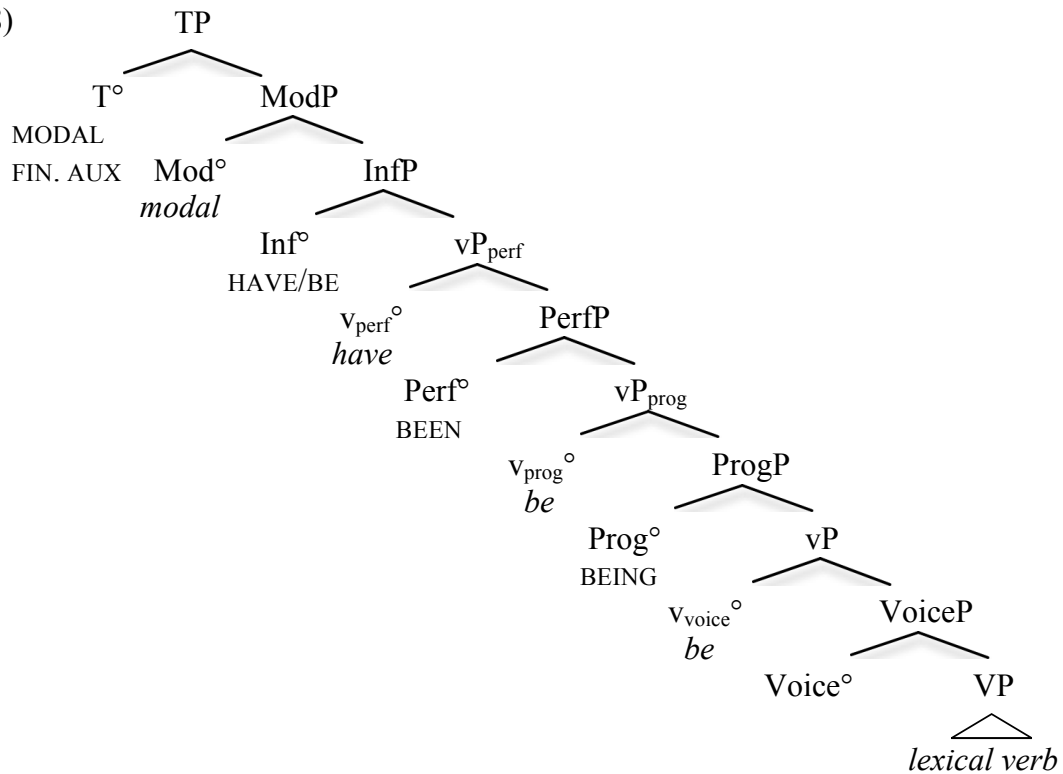 )
TP
T° ModP
MODAL
FIN. AUX Mod° InfP
modal
Inf° vPperf
HAVE/BE
vperf° PerfP
have
Perf° vPprog
BEEN
vprog° ProgP
be
Prog° vP
BEING
vvoice° VoiceP
be
Voice° VP
lexical verb